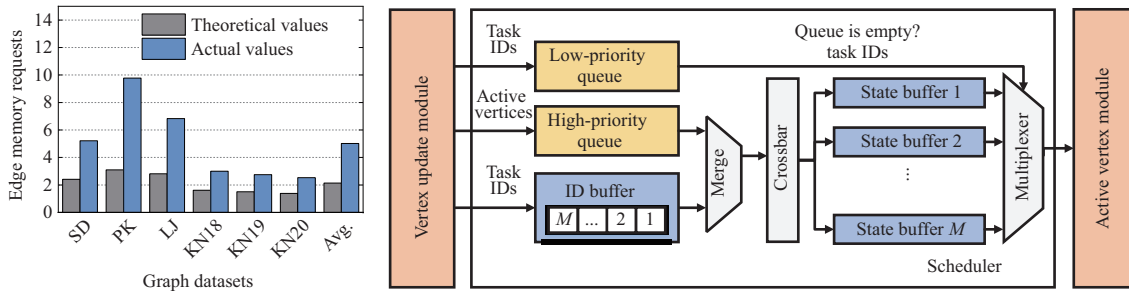 14
12
10
8
6
4
2
0
Edge memory requests
Theoretical values
Actual values
SD
PK
LJ
KN18
KN19
KN20
Avg.
Graph datasets
Vertex update module
Task
IDs
Active
vertices
Task
IDs
Low-priority
queue
High-priority
queue
ID buffer
M ... 2 1
Merge
Crossbar
Queue is empty?
task IDs
State buffer 1
State buffer 2
...
State buffer M
Multiplexer
Scheduler
Active vertex module